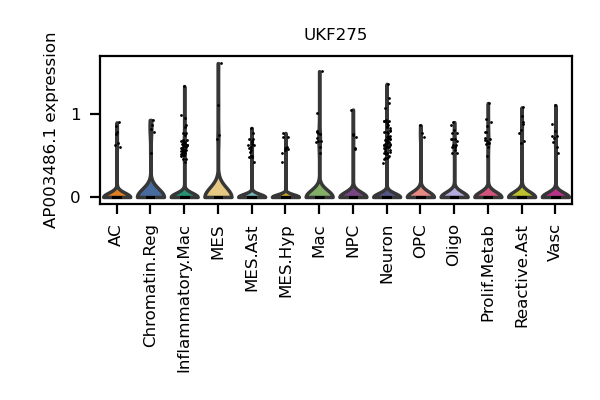 UKF275
AP003486.1 expression
1
0
AC
Chromatin.Reg
Inflammatory.Mac
MES
MES.Ast
MES.Hyp
Mac
NPC
Neuron
OPC
Oligo
Prolif.Metab
Reactive.Ast
Vasc